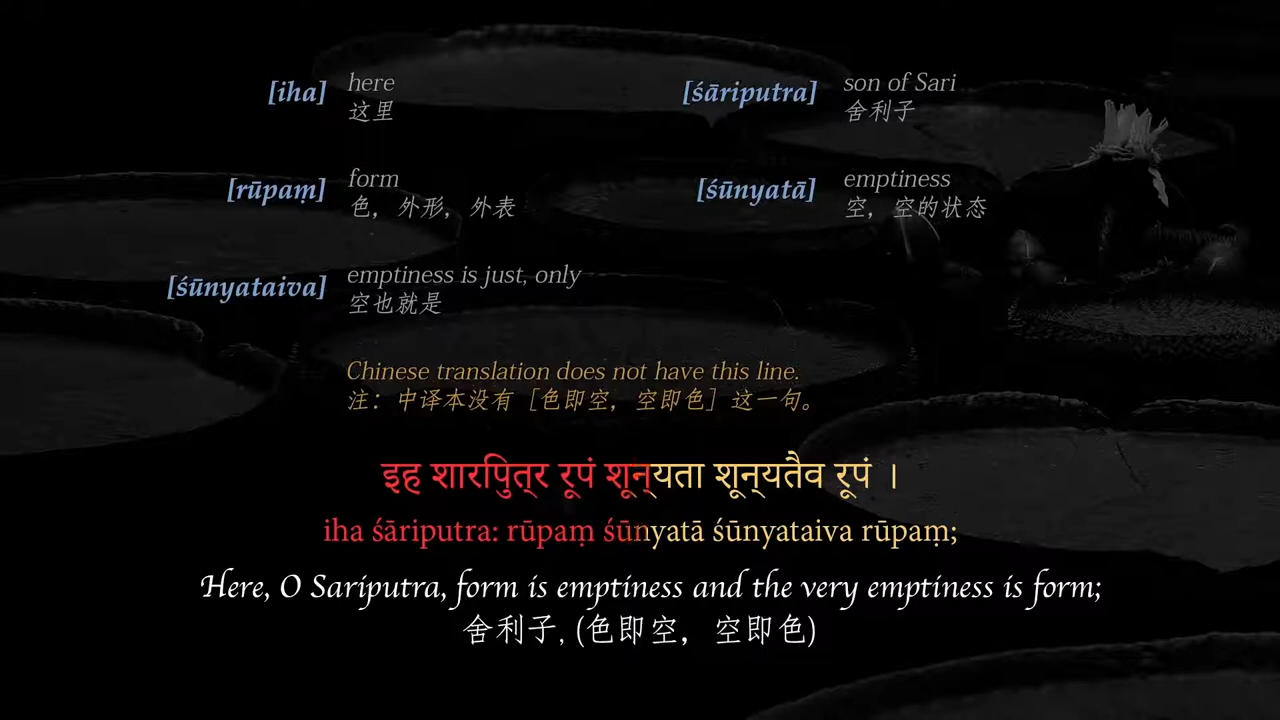 [iha] here
这里
[śāriputra] son of Sari
舍利子
[rūpaṃ] form
色，外形，外表
[śūnyatā] emptiness
空，空的状态
[śūnyataiva] emptiness is just, only
空也就是
Chinese translation does not have this line.
注：中译本没有［色即空，空即色］这一句。
इह शारिपुत्र रूपं शून्यता शून्यतैव रूपं ।
iha śāriputra: rūpaṃ śūnyatā śūnyataiva rūpaṃ;
Here, O Sariputra, form is emptiness and the very emptiness is form;
舍利子, (色即空，空即色)